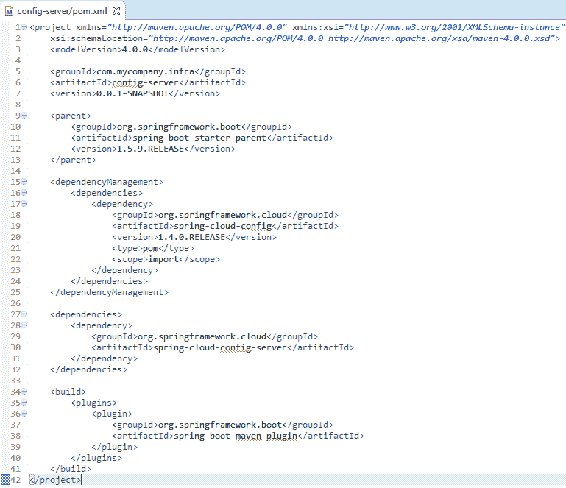 config-server/pom.xml
1 <project xmlns="http://maven.apache.org/POM/4.0.0" xmlns:xsi="http://www.w3.org/2001/XMLSchema-instance"
2 xsi:schemaLocation="http://maven.apache.org/POM/4.0.0 http://maven.apache.org/xsd/maven-4.0.0.xsd">
3 <modelVersion>4.0.0</modelVersion>
4
5 <groupId>com.mycompany.infra</groupId>
6 <artifactId>config-server</artifactId>
7 <version>0.0.1-SNAPSHOT</version>
8
9 <parent>
10 <groupId>org.springframework.boot</groupId>
11 <artifactId>spring-boot-starter-parent</artifactId>
12 <version>1.5.9.RELEASE</version>
13 </parent>
14
15 <dependencyManagement>
16 <dependencies>
17 <dependency>
18 <groupId>org.springframework.cloud</groupId>
19 <artifactId>spring-cloud-config</artifactId>
20 <version>1.4.0.RELEASE</version>
21 <type>pom</type>
22 <scope>import</scope>
23 </dependency>
24 </dependencies>
25 </dependencyManagement>
26
27 <dependencies>
28 <dependency>
29 <groupId>org.springframework.cloud</groupId>
30 <artifactId>spring-cloud-config-server</artifactId>
31 </dependency>
32 </dependencies>
33
34 <build>
35 <plugins>
36 <plugin>
37 <groupId>org.springframework.boot</groupId>
38 <artifactId>spring-boot-maven-plugin</artifactId>
39 </plugin>
40 </plugins>
41 </build>
42 </project>